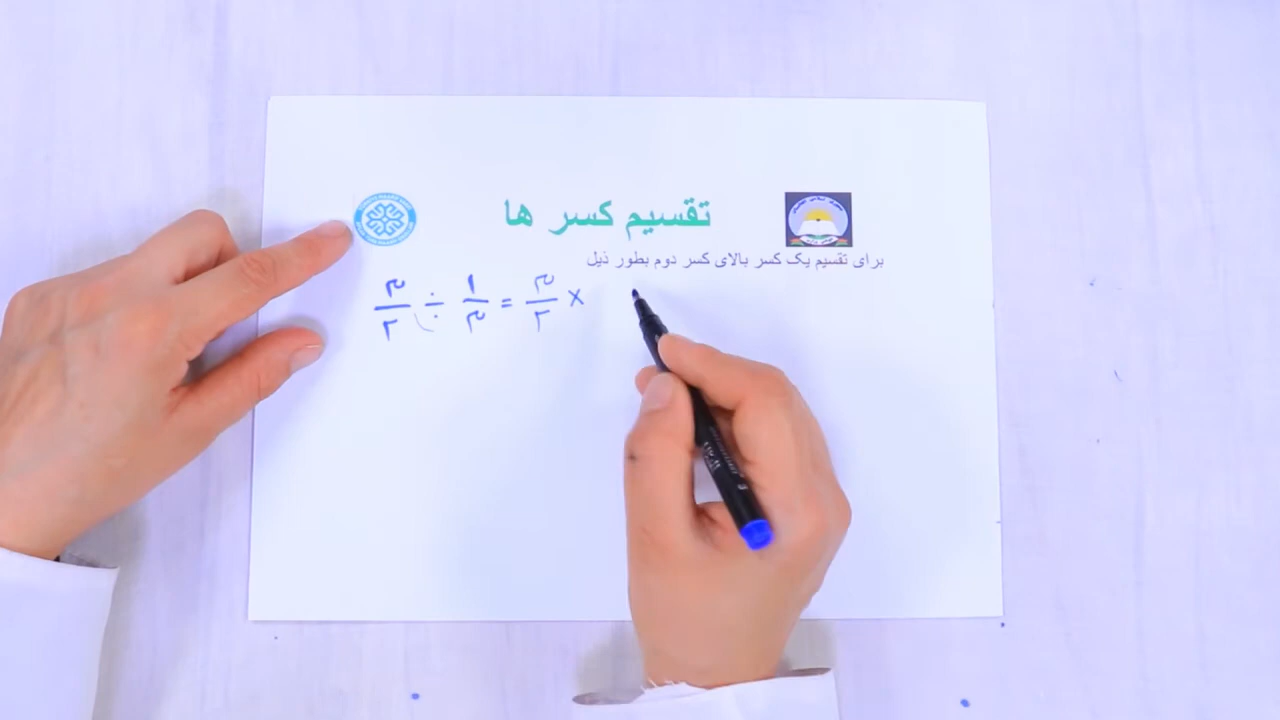 تقسیم کسر ها
برای تقسیم یک کسر بالای کسر دوم بطور ذیل
۳/۲ ÷ ۱/۳ = ۳/۲ ×